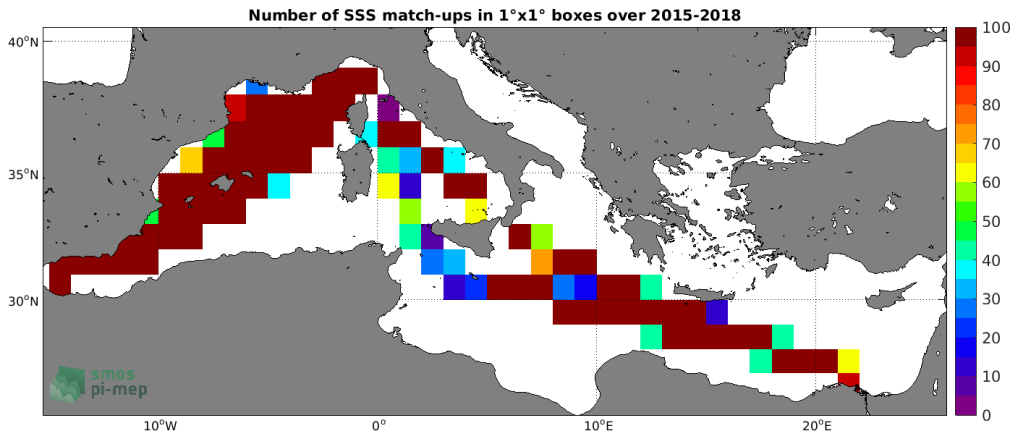 Number of SSS match-ups in 1°x1° boxes over 2015-2018
40°N
35°N
30°N
10°W
0°
10°E
20°E
100
90
80
70
60
50
40
30
20
10
0
smos
pi-mep